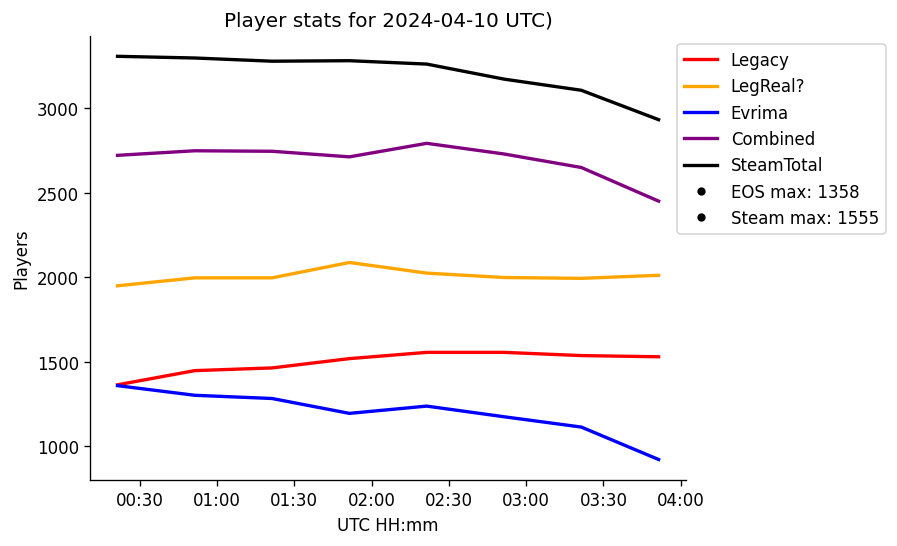 Player stats for 2024-04-10 UTC)
Legacy
LegReal?
Evrima
Combined
SteamTotal
EOS max: 1358
Steam max: 1555
Players
3000
2500
2000
1500
1000
00:30 01:00 01:30 02:00 02:30 03:00 03:30 04:00
UTC HH:mm